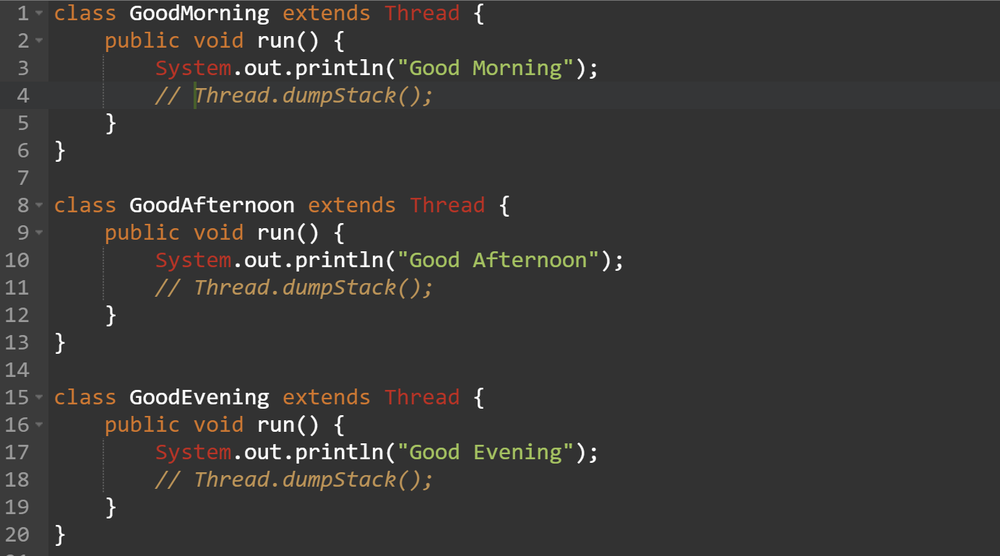 1 class GoodMorning extends Thread {
2     public void run() {
3         System.out.println("Good Morning");
4         // Thread.dumpStack();
5     }
6 }
7
8 class GoodAfternoon extends Thread {
9     public void run() {
10         System.out.println("Good Afternoon");
11         // Thread.dumpStack();
12     }
13 }
14
15 class GoodEvening extends Thread {
16     public void run() {
17         System.out.println("Good Evening");
18         // Thread.dumpStack();
19     }
20 }